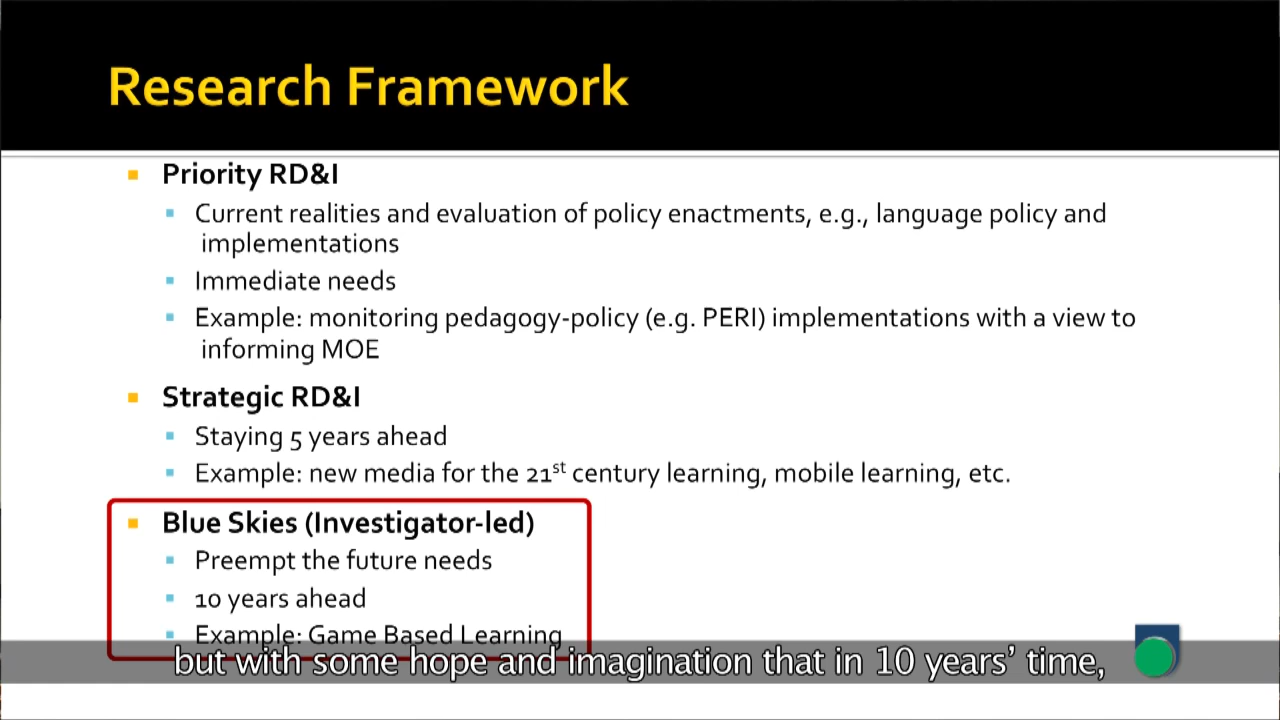 Research Framework
Priority RD&I
Current realities and evaluation of policy enactments, e.g., language policy and
implementations
Immediate needs
Example: monitoring pedagogy-policy (e.g. PERI) implementations with a view to
informing MOE
Strategic RD&I
Staying 5 years ahead
Example: new media for the 21st century learning, mobile learning, etc.
Blue Skies (Investigator-led)
Preempt the future needs
10 years ahead
Example: Game Based Learning
but with some hope and imagination that in 10 years’ time,